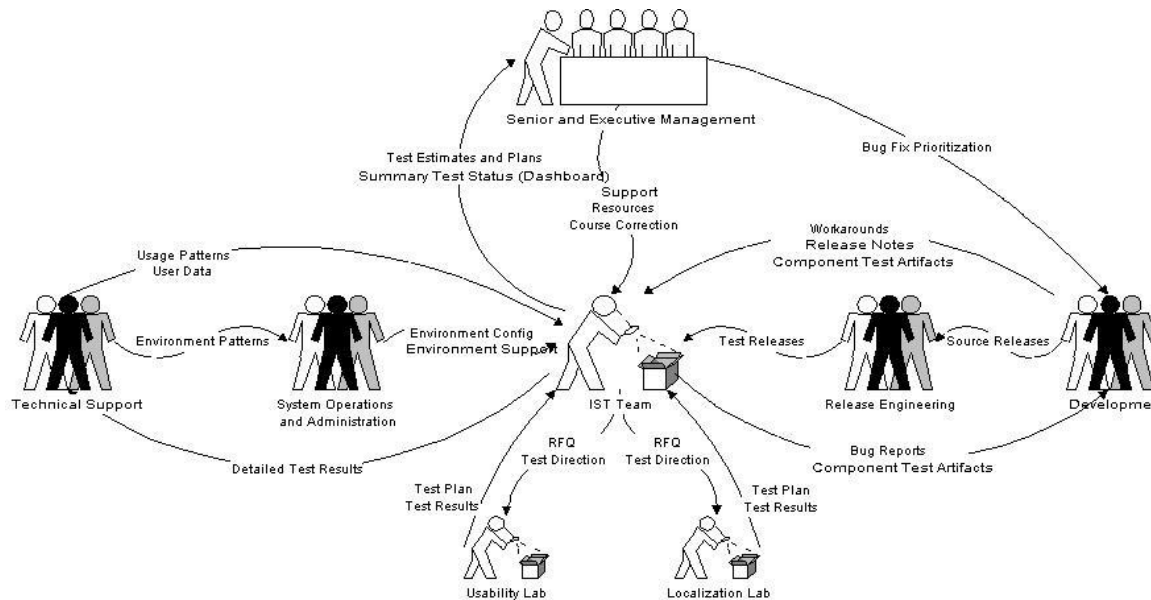 Senior and Executive Management
Test Estimates and Plans
Summary Test Status (Dashboard)
Bug Fix Prioritization
Support
Resources
Course Correction
Usage Patterns
User Data
Workarounds
Release Notes
Component Test Artifacts
Environment Patterns
Environment Config
Environment Support
Test Releases
Source Releases
Technical Support
System Operations
and Administration
IST Team
Release Engineering
Developme
Detailed Test Results
RFQ
Test Direction
RFQ
Test Direction
Bug Reports
Component Test Artifacts
Test Plan
Test Results
Test Plan
Test Results
Usability Lab
Localization Lab